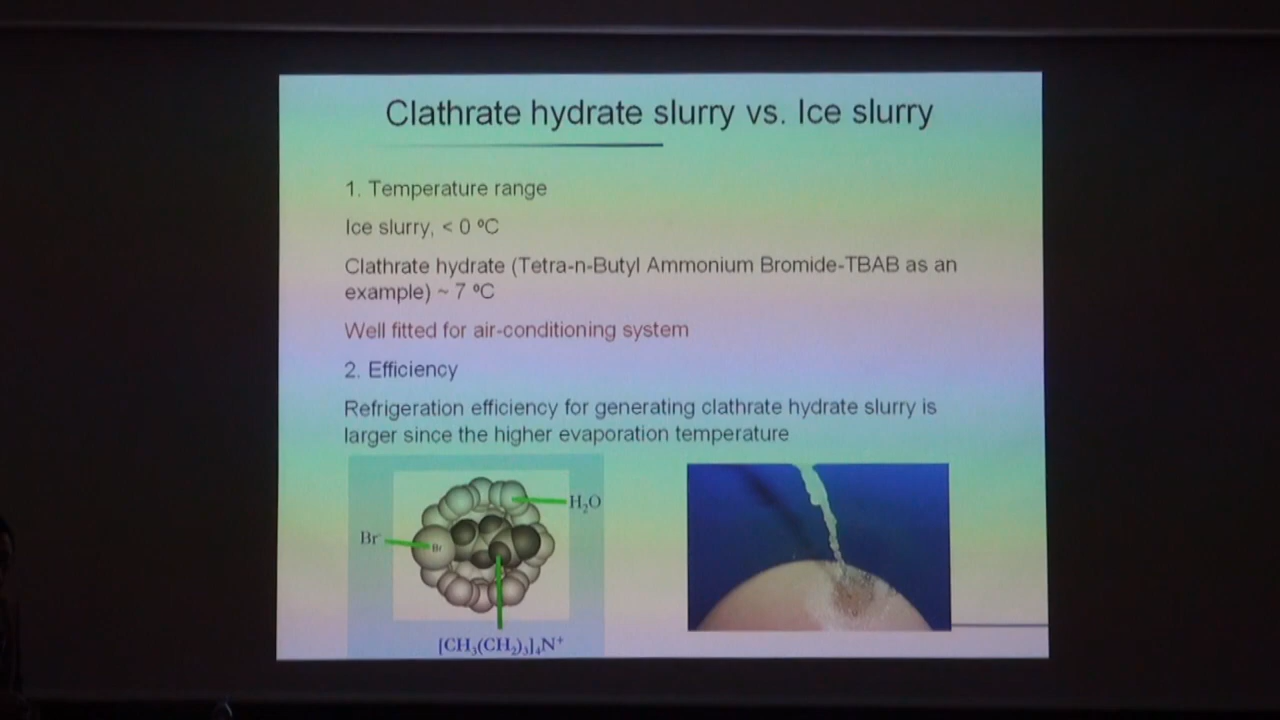 Clathrate hydrate slurry vs. Ice slurry
1. Temperature range
Ice slurry, < 0 ºC
Clathrate hydrate (Tetra-n-Butyl Ammonium Bromide-TBAB as an
example) ~ 7 ºC
Well fitted for air-conditioning system
2. Efficiency
Refrigeration efficiency for generating clathrate hydrate slurry is
larger since the higher evaporation temperature
H₂O
Br⁻
Br
[CH₃(CH₂)₃]₄N⁺